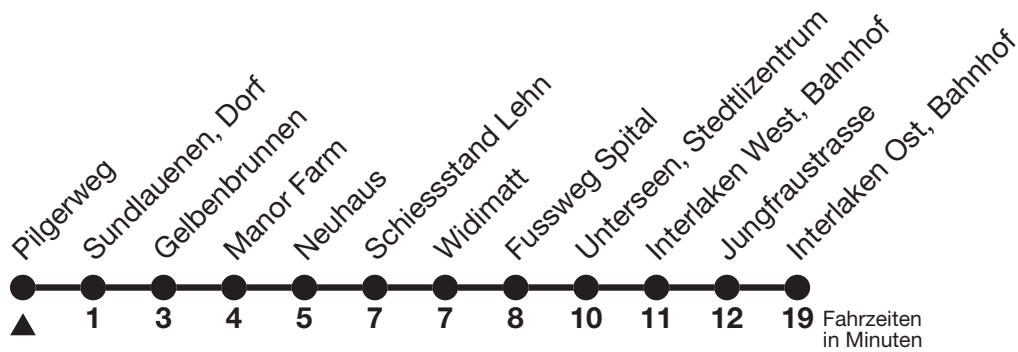 Pilgerweg
Sundlauenen, Dorf
Gelbenbrunnen
Manor Farm
Neuhaus
Schiessstand Lehn
Widimatt
Fussweg Spital
Unterseen, Stedtlizentrum
Interlaken West, Bahnhof
Jungfraustrasse
Interlaken Ost, Bahnhof
1 3 4 5 7 7 8 10 11 12 19 Fahrzeiten
in Minuten